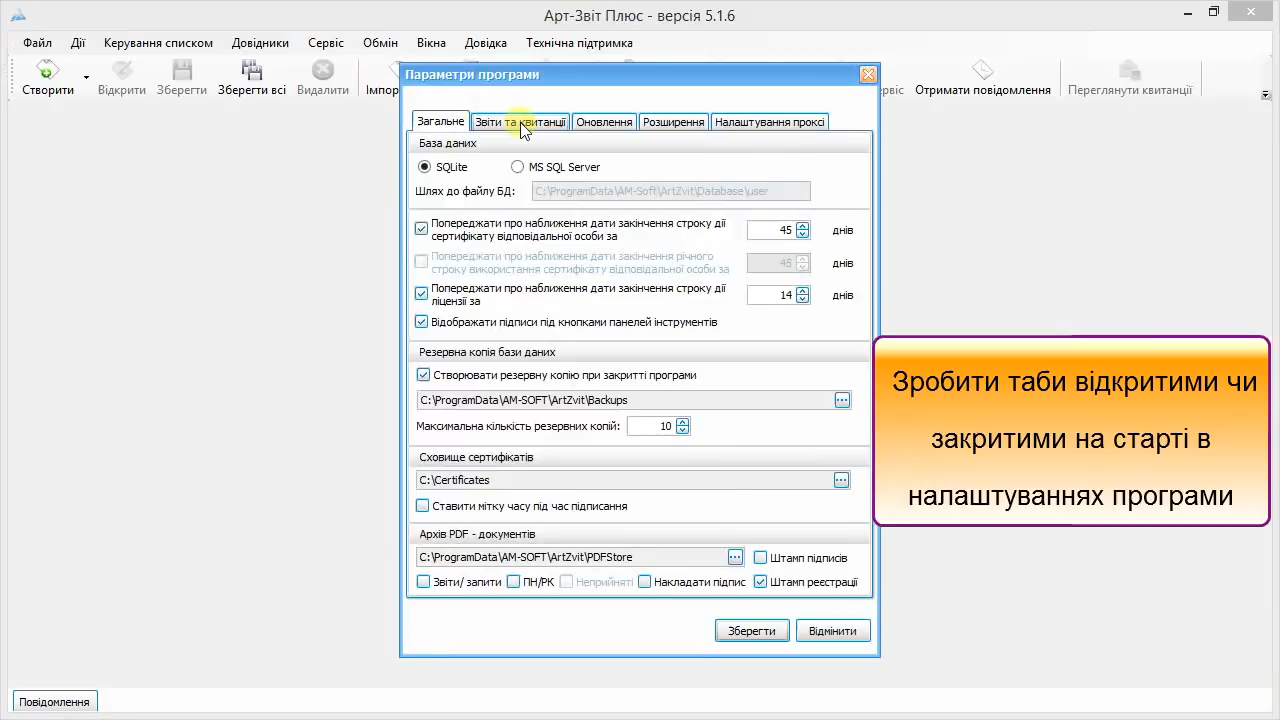 Арт-Звіт Плюс - версія 5.1.6
Файл Дії Керування списком Довідники Сервіс Обмін Вікна Довідка Технічна підтримка
Створити Відкрити Зберегти Зберегти всі Видалити Отримати повідомлення Переглянути квитанції
Параметри програми
Загальне Звіти та квитанції Оновлення Розширення Налаштування проксі
База даних
SQLite MS SQL Server
Шлях до файлу БД: C:\ProgramData\AM-Soft\ArtZvit\Database\user
Попереджати про наближення дати закінчення строку дії
сертифікату відповідальної особи за 45 днів
Попереджати про наближення дати закінчення річного
строку використання сертифікату відповідальної особи за 45 днів
Попереджати про наближення дати закінчення строку дії
ліцензії за 14 днів
Відображати підписи під кнопками панелей інструментів
Резервна копія бази даних
Створювати резервну копію при закритті програми
C:\ProgramData\AM-SOFT\ArtZvit\Backups ...
Максимальна кількість резервних копій: 10
Сховище сертифікатів
C:\Certificates ...
Ставити мітку часу під час підписання
Архів PDF - документів
C:\ProgramData\AM-SOFT\ArtZvit\PDFStore ... Штамп підписів
Звіти/ запити ПН/РК Неприйняті Накладати підпис Штамп реєстрації
Зберегти Відмінити
Зробити таби відкритими чи
закритими на старті в
налаштуваннях програми
Повідомлення